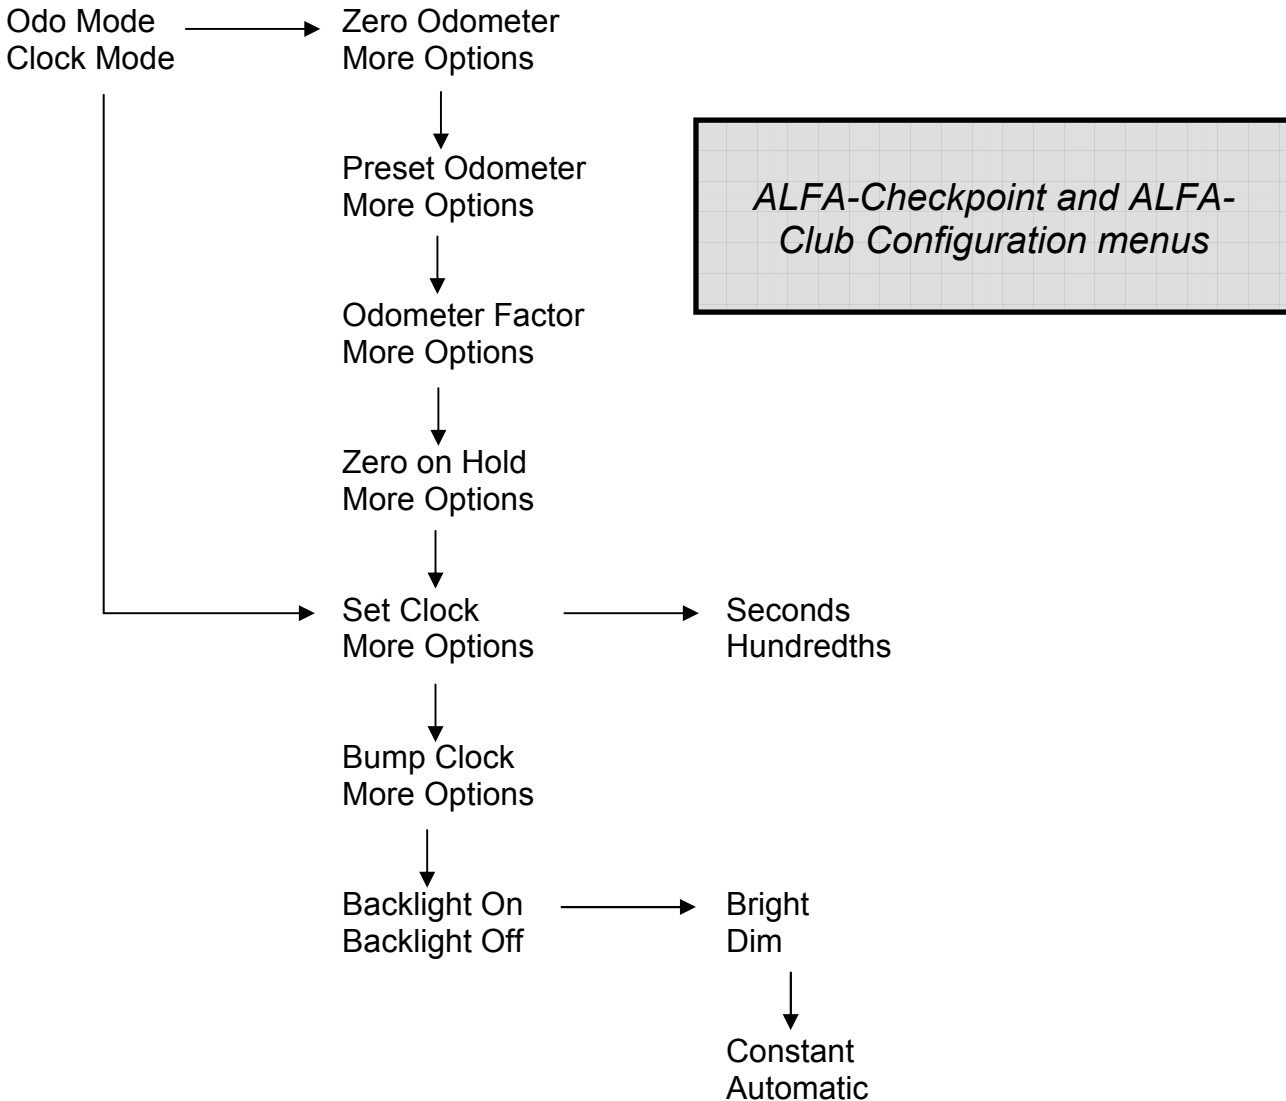 Odo Mode
Clock Mode
Zero Odometer
More Options
Preset Odometer
More Options
ALFA-Checkpoint and ALFA-
Club Configuration menus
Odometer Factor
More Options
Zero on Hold
More Options
Set Clock
More Options
Seconds
Hundredths
Bump Clock
More Options
Backlight On
Backlight Off
Bright
Dim
Constant
Automatic